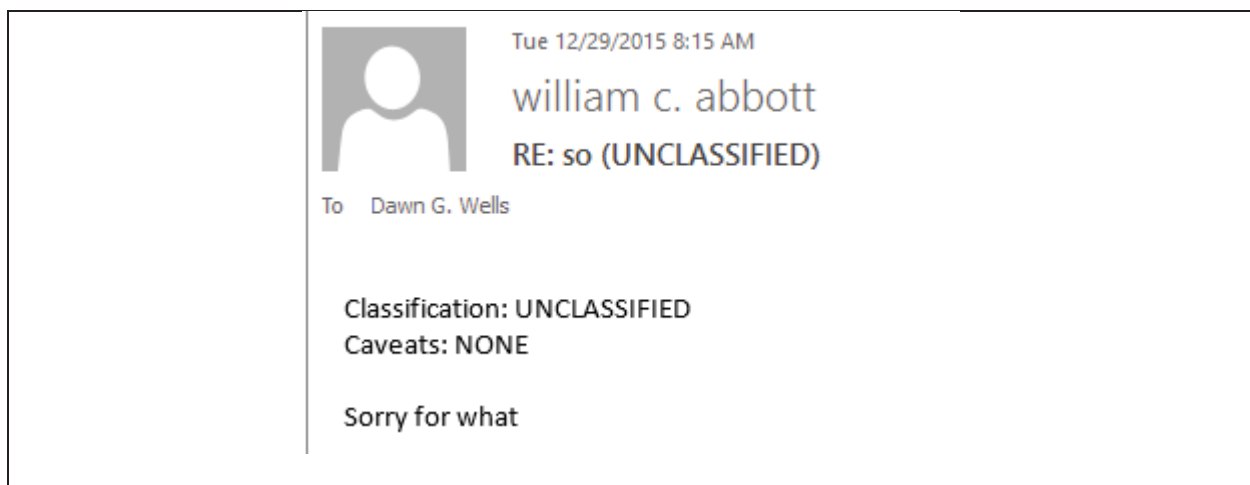 Tue 12/29/2015 8:15 AM
william c. abbott
RE: so (UNCLASSIFIED)
To Dawn G. Wells
Classification: UNCLASSIFIED
Caveats: NONE
Sorry for what